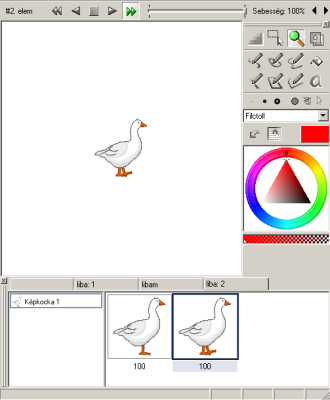 #2. elem
Sebesség: 100%
Filctoll
liba: 1
libam
liba: 2
Képkocka 1
100
100